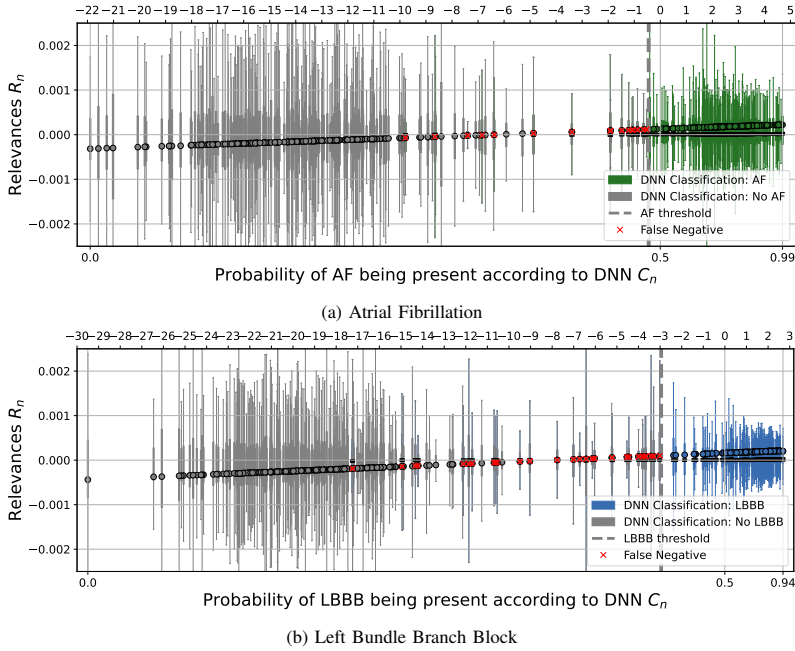 −22 −21 −20 −19 −18 −17 −16 −15 −14 −13 −12 −11 −10 −9 −8 −7 −6 −5 −4 −3 −2 −1 0 1 2 3 4 5
0.002
0.001
0.000
−0.001
−0.002
Relevances Rn
DNN Classification: AF
DNN Classification: No AF
AF threshold
False Negative
0.0 0.5 0.99
Probability of AF being present according to DNN Cn
(a) Atrial Fibrillation
−30 −29 −28 −27 −26 −25 −24 −23 −22 −21 −20 −19 −18 −17 −16 −15 −14 −13 −12 −11 −10 −9 −8 −7 −6 −5 −4 −3 −2 −1 0 1 2 3
0.002
0.001
0.000
−0.001
−0.002
Relevances Rn
DNN Classification: LBBB
DNN Classification: No LBBB
LBBB threshold
False Negative
0.0 0.5 0.94
Probability of LBBB being present according to DNN Cn
(b) Left Bundle Branch Block